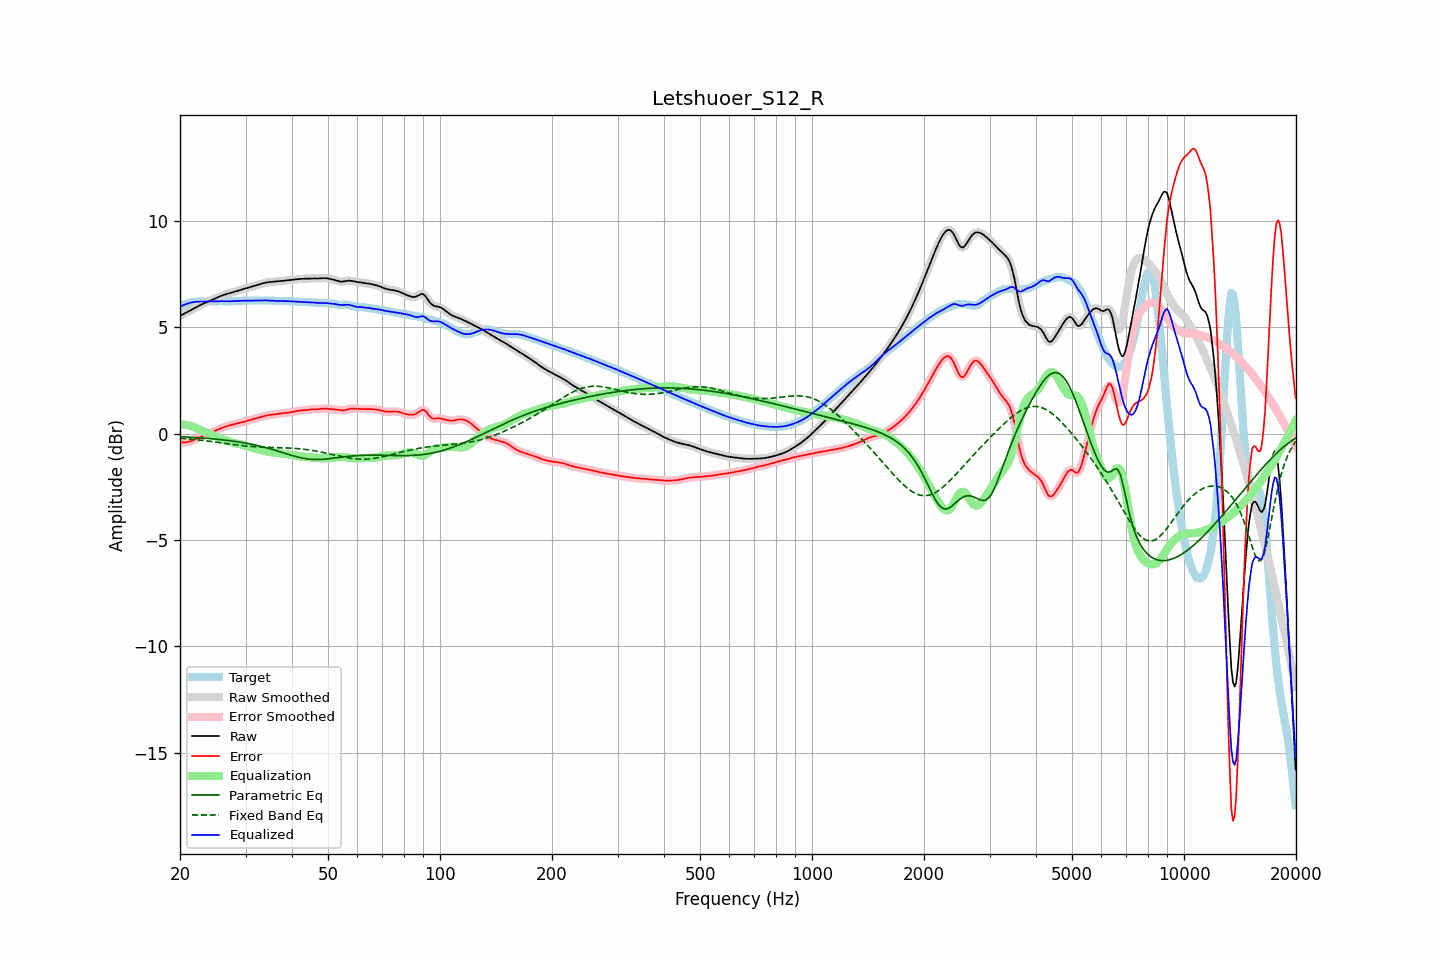 Letshuoer_S12_R
Amplitude (dBr)
10
5
0
−5
−10
−15
Target
Raw Smoothed
Error Smoothed
Raw
Error
Equalization
Parametric Eq
Fixed Band Eq
Equalized
20 50 100 200 500 1000 2000 5000 10000 20000
Frequency (Hz)